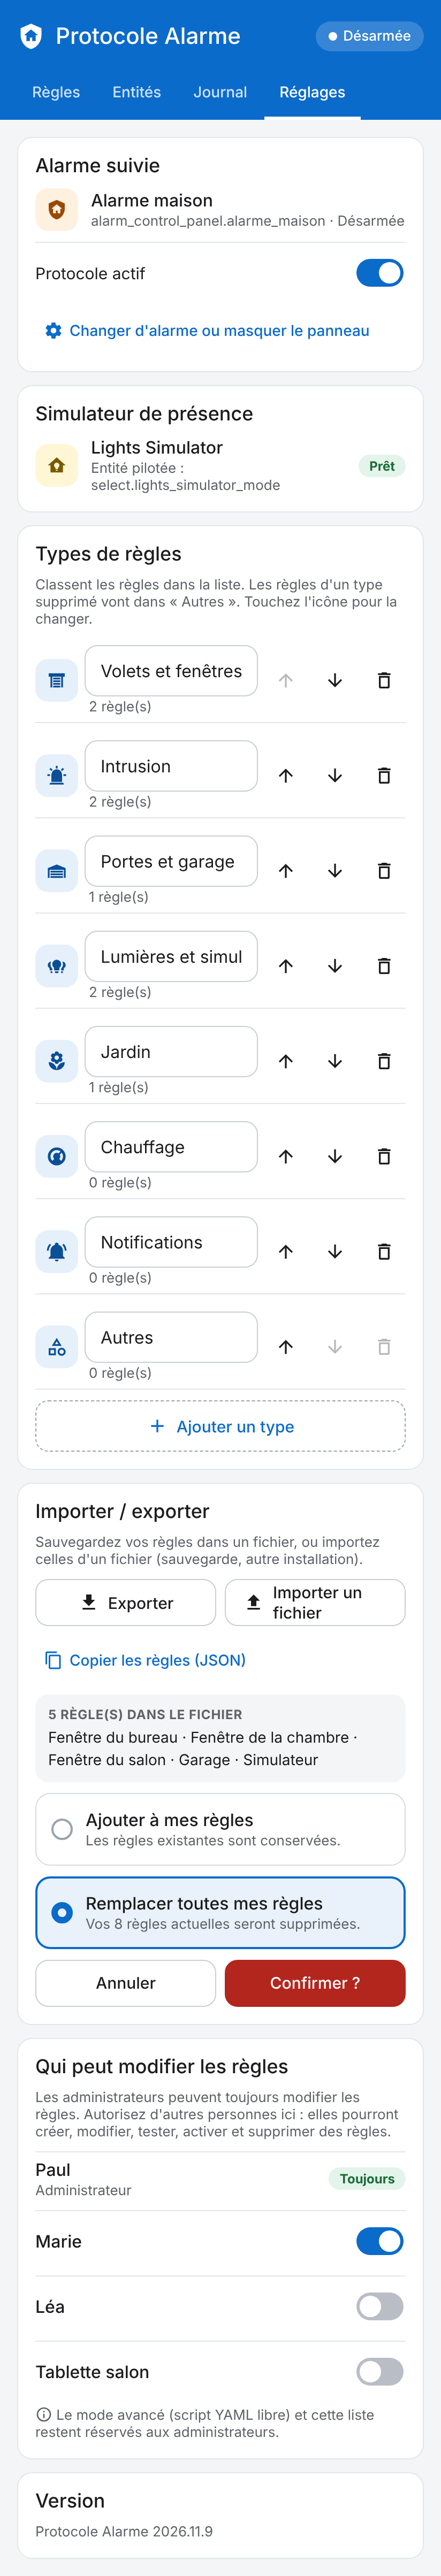 Protocole Alarme
Désarmée
Règles
Entités
Journal
Réglages
Alarme suivie
Alarme maison
alarm_control_panel.alarme_maison · Désarmée
Protocole actif
Changer d'alarme ou masquer le panneau
Simulateur de présence
Lights Simulator
Entité pilotée :
select.lights_simulator_mode
Prêt
Types de règles
Classent les règles dans la liste. Les règles d'un type
supprimé vont dans « Autres ». Touchez l'icône pour la
changer.
Volets et fenêtres
2 règle(s)
Intrusion
2 règle(s)
Portes et garage
1 règle(s)
Lumières et simul
2 règle(s)
Jardin
1 règle(s)
Chauffage
0 règle(s)
Notifications
0 règle(s)
Autres
0 règle(s)
Ajouter un type
Importer / exporter
Sauvegardez vos règles dans un fichier, ou importez
celles d'un fichier (sauvegarde, autre installation).
Exporter
Importer un
fichier
Copier les règles (JSON)
5 RÈGLE(S) DANS LE FICHIER
Fenêtre du bureau · Fenêtre de la chambre ·
Fenêtre du salon · Garage · Simulateur
Ajouter à mes règles
Les règles existantes sont conservées.
Remplacer toutes mes règles
Vos 8 règles actuelles seront supprimées.
Annuler
Confirmer ?
Qui peut modifier les règles
Les administrateurs peuvent toujours modifier les
règles. Autorisez d'autres personnes ici : elles pourront
créer, modifier, tester, activer et supprimer des règles.
Paul
Administrateur
Toujours
Marie
Léa
Tablette salon
Le mode avancé (script YAML libre) et cette liste
restent réservés aux administrateurs.
Version
Protocole Alarme 2026.11.9